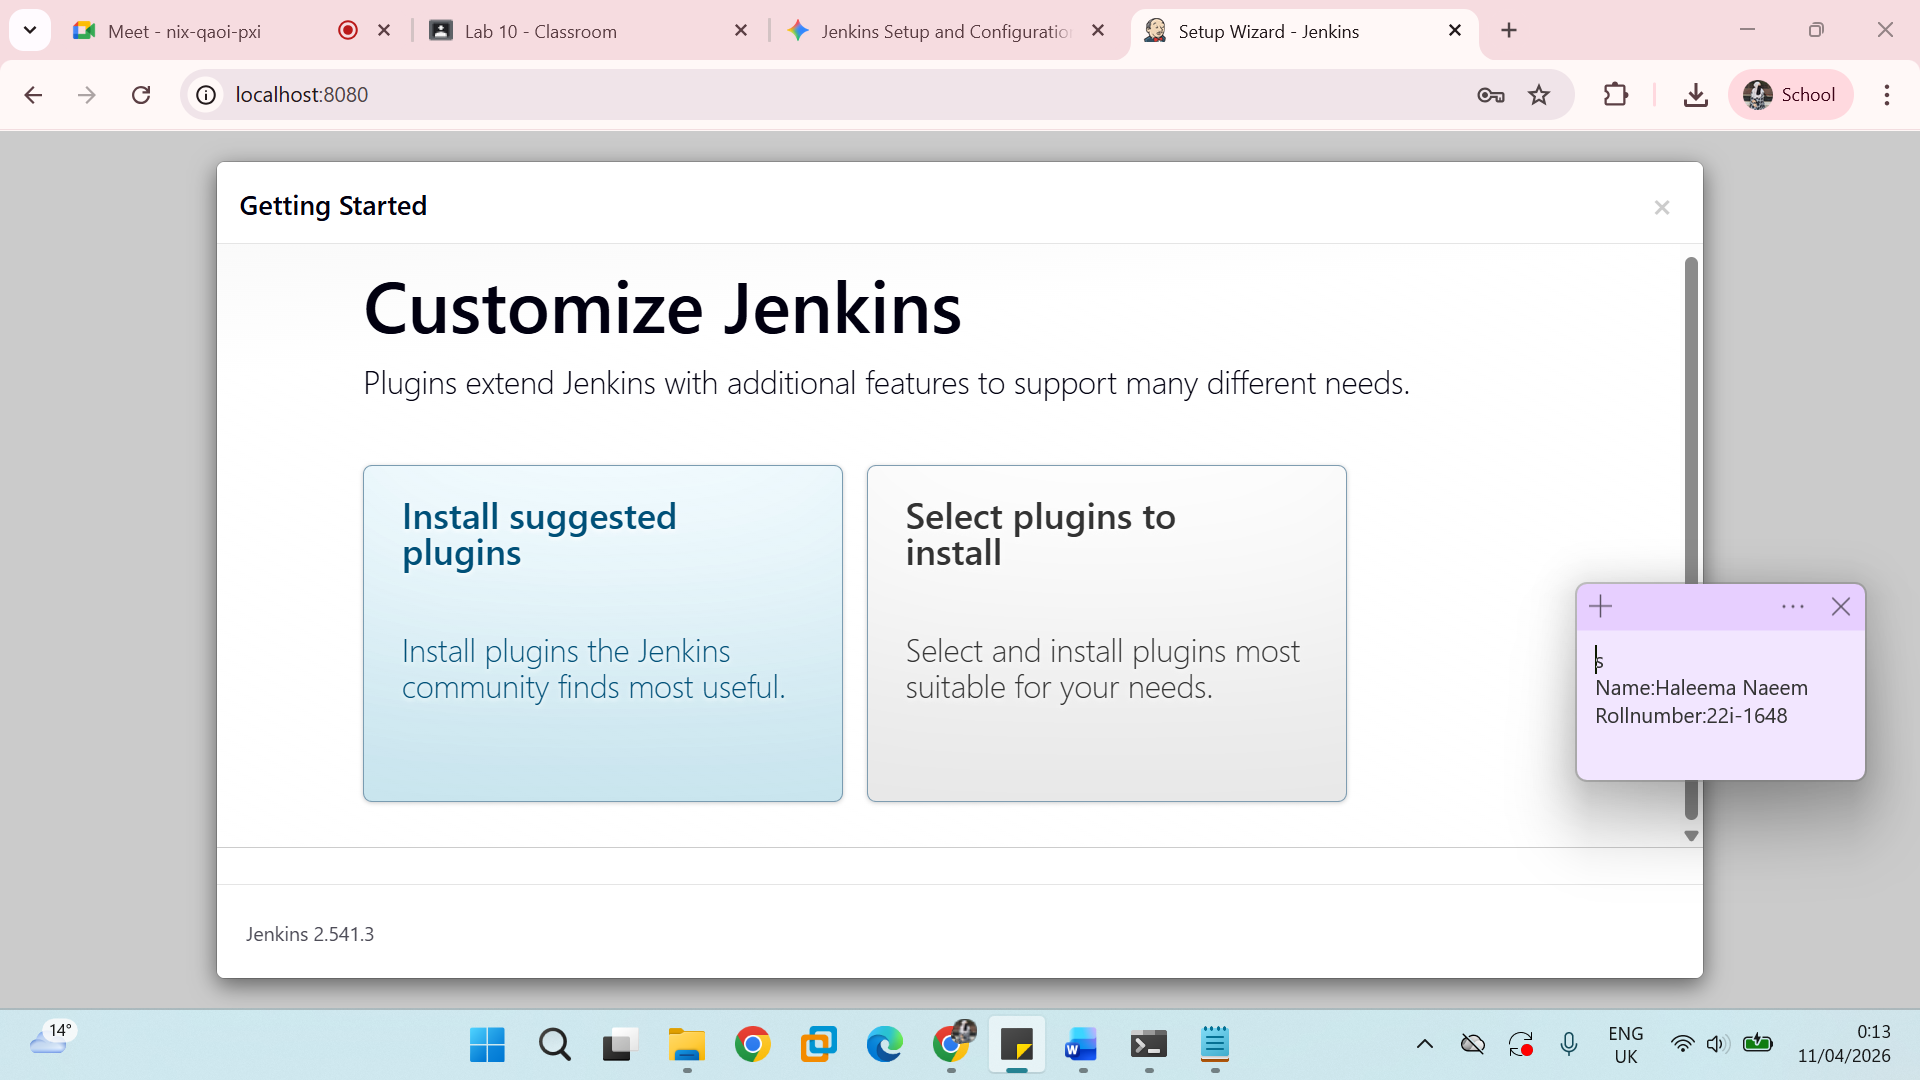 Meet - nix-qaoi-pxi
Lab 10 - Classroom
Jenkins Setup and Configuratio
Setup Wizard - Jenkins
localhost:8080
School
Getting Started
Customize Jenkins
Plugins extend Jenkins with additional features to support many different needs.
Install suggested
plugins
Install plugins the Jenkins
community finds most useful.
Select plugins to
install
Select and install plugins most
suitable for your needs.
s
Name:Haleema Naeem
Rollnumber:22i-1648
Jenkins 2.541.3
14°
ENG
UK
0:13
11/04/2026